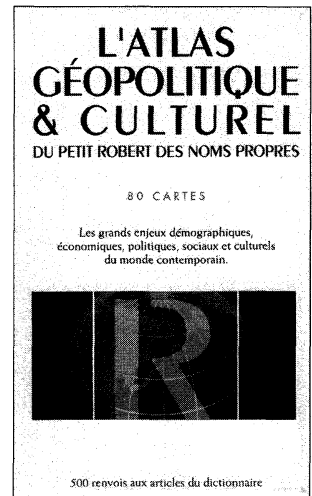 L'ATLAS
GÉOPOLITIQUE
& CULTUREL
DU PETIT ROBERT DES NOMS PROPRES
80 CARTES
Les grands enjeux démographiques,
économiques, politiques, sociaux et culturels
du monde contemporain.
R
500 renvois aux articles du dictionnaire